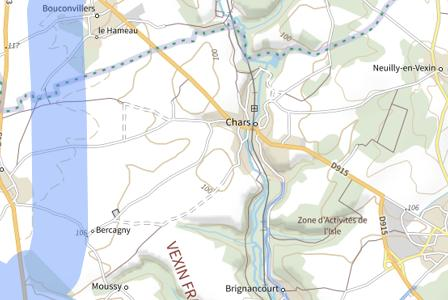 Bouconvillers
le Hameau
117
100
100
Neuilly-en-Vexin
Chars
D915
100
106
Zone d'Activités de
l'Isle
D915
106
Bercagny
VEXIN FR
Moussy
Brignancourt